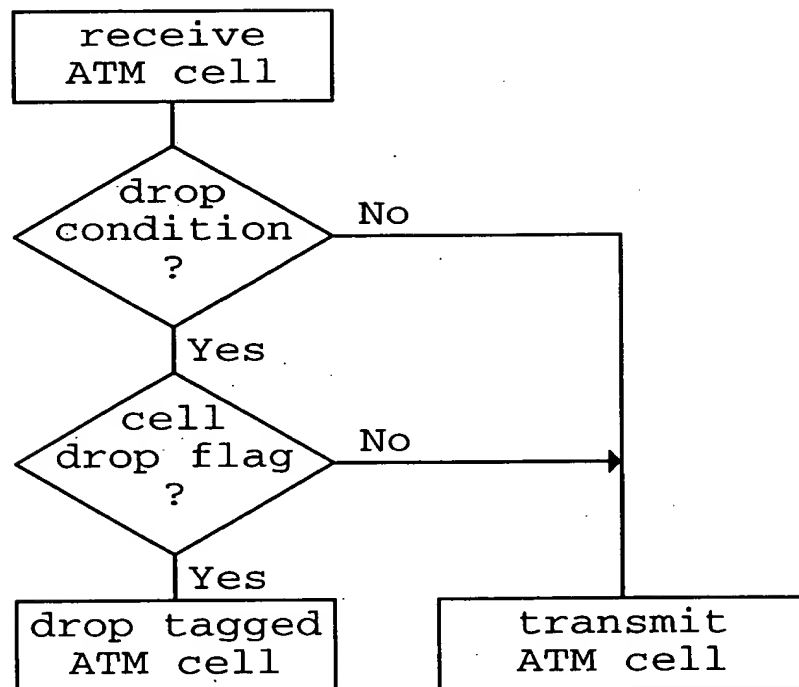 receive
ATM cell
drop
condition
?
No
Yes
cell
drop flag
?
No
Yes
drop tagged
ATM cell
transmit
ATM cell